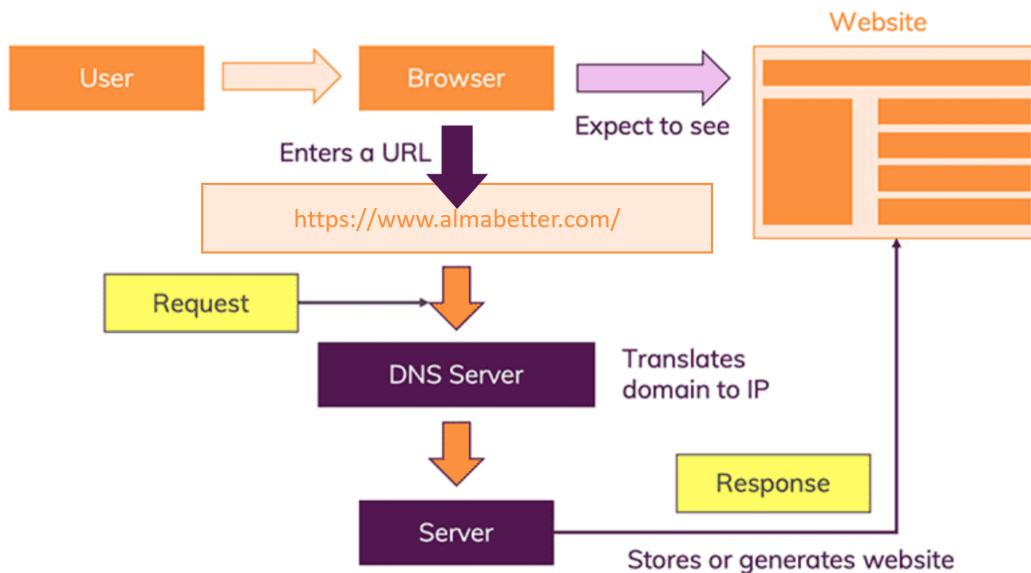 Website
User
Browser
Expect to see
Enters a URL
https://www.almabetter.com/
Request
DNS Server
Translates
domain to IP
Response
Server
Stores or generates website